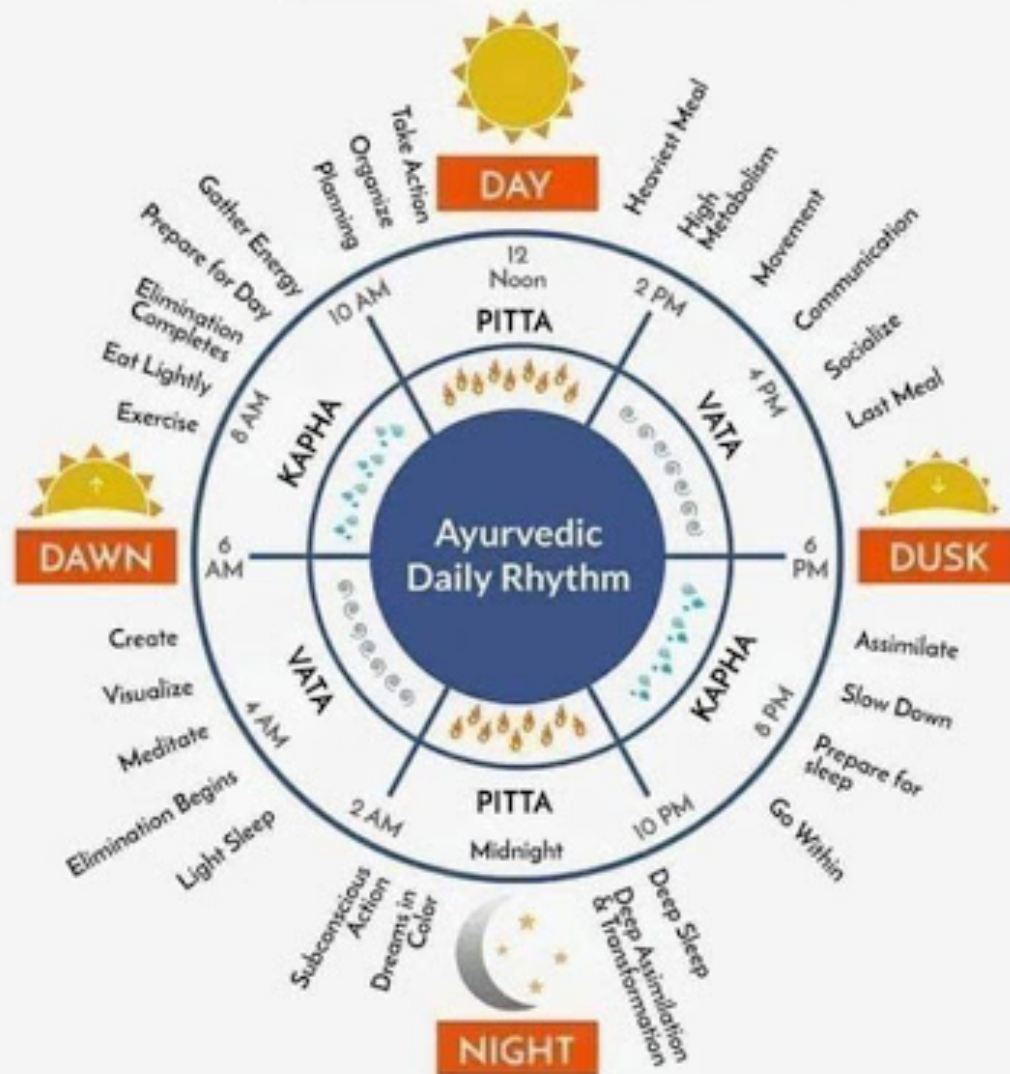 DAY
Take Action
Organize
Planning
Gather Energy
Prepare for Day
Elimination
Completes
Eat Lightly
Exercise
Heaviest Meal
High
Metabolism
Movement
Communication
Socialize
Last Meal
12
Noon
PITTA
10 AM
2 PM
KAPHA
8 AM
VATA
4 PM
DAWN
6
AM
Ayurvedic
Daily Rhythm
6
PM
DUSK
Create
Visualize
Meditate
Elimination Begins
Light Sleep
VATA
4 AM
2 AM
PITTA
Midnight
10 PM
KAPHA
8 PM
Assimilate
Slow Down
Prepare for
sleep
Go Within
Subconscious
Action
Dreams in
Color
Deep Sleep
Deep Assimilation
& Transformation
NIGHT